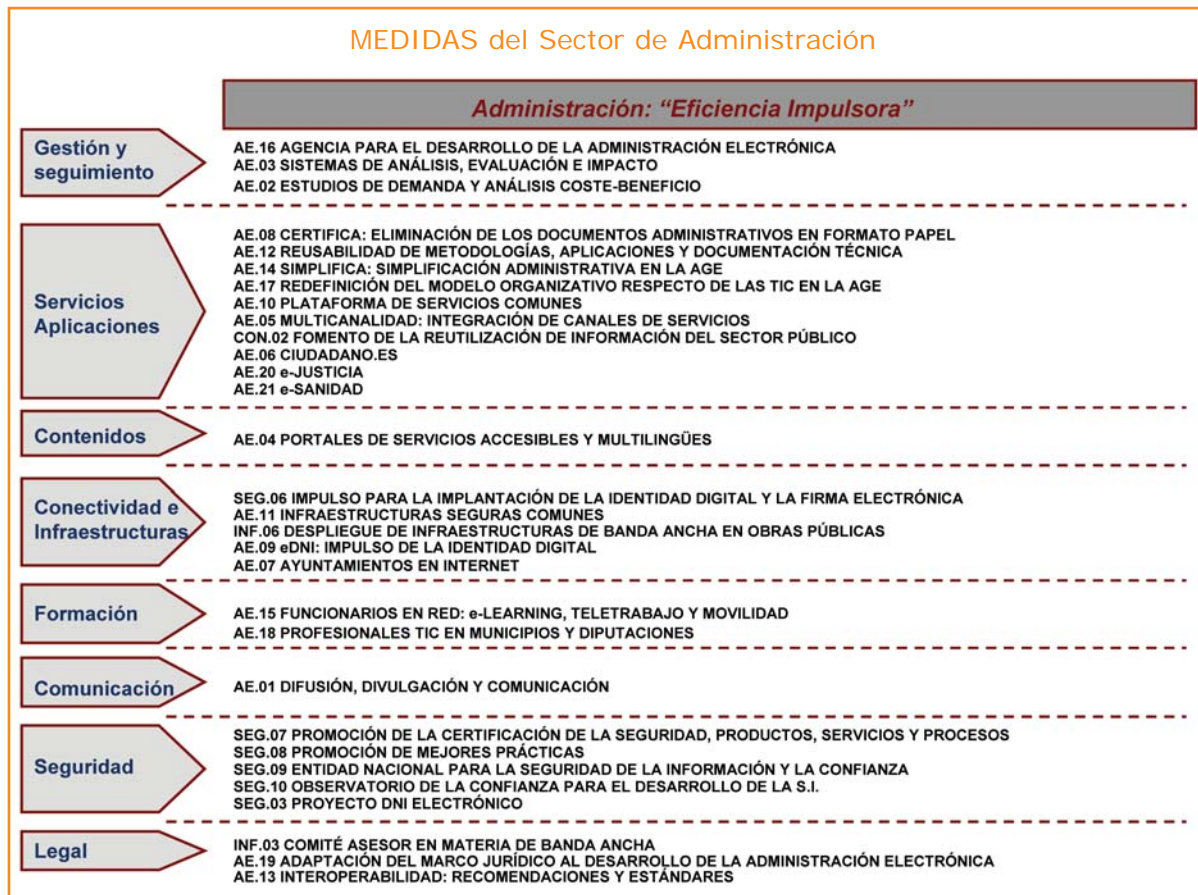 MEDIDAS del Sector de Administración
Administración: “Eficiencia Impulsora”
Gestión y
seguimiento
AE.16 AGENCIA PARA EL DESARROLLO DE LA ADMINISTRACIÓN ELECTRÓNICA
AE.03 SISTEMAS DE ANÁLISIS, EVALUACIÓN E IMPACTO
AE.02 ESTUDIOS DE DEMANDA Y ANÁLISIS COSTE-BENEFICIO
Servicios
Aplicaciones
AE.08 CERTIFICA: ELIMINACIÓN DE LOS DOCUMENTOS ADMINISTRATIVOS EN FORMATO PAPEL
AE.12 REUSABILIDAD DE METODOLOGÍAS, APLICACIONES Y DOCUMENTACIÓN TÉCNICA
AE.14 SIMPLIFICA: SIMPLIFICACIÓN ADMINISTRATIVA EN LA AGE
AE.17 REDEFINICIÓN DEL MODELO ORGANIZATIVO RESPECTO DE LAS TIC EN LA AGE
AE.10 PLATAFORMA DE SERVICIOS COMUNES
AE.05 MULTICANALIDAD: INTEGRACIÓN DE CANALES DE SERVICIOS
CON.02 FOMENTO DE LA REUTILIZACIÓN DE INFORMACIÓN DEL SECTOR PÚBLICO
AE.06 CIUDADANO.ES
AE.20 e-JUSTICIA
AE.21 e-SANIDAD
Contenidos
AE.04 PORTALES DE SERVICIOS ACCESIBLES Y MULTILINGÜES
Conectividad e
Infraestructuras
SEG.06 IMPULSO PARA LA IMPLANTACIÓN DE LA IDENTIDAD DIGITAL Y LA FIRMA ELECTRÓNICA
AE.11 INFRAESTRUCTURAS SEGURAS COMUNES
INF.06 DESPLIEGUE DE INFRAESTRUCTURAS DE BANDA ANCHA EN OBRAS PÚBLICAS
AE.09 eDNI: IMPULSO DE LA IDENTIDAD DIGITAL
AE.07 AYUNTAMIENTOS EN INTERNET
Formación
AE.15 FUNCIONARIOS EN RED: e-LEARNING, TELETRABAJO Y MOVILIDAD
AE.18 PROFESIONALES TIC EN MUNICIPIOS Y DIPUTACIONES
Comunicación
AE.01 DIFUSIÓN, DIVULGACIÓN Y COMUNICACIÓN
Seguridad
SEG.07 PROMOCIÓN DE LA CERTIFICACIÓN DE LA SEGURIDAD, PRODUCTOS, SERVICIOS Y PROCESOS
SEG.08 PROMOCIÓN DE MEJORES PRÁCTICAS
SEG.09 ENTIDAD NACIONAL PARA LA SEGURIDAD DE LA INFORMACIÓN Y LA CONFIANZA
SEG.10 OBSERVATORIO DE LA CONFIANZA PARA EL DESARROLLO DE LA S.I.
SEG.03 PROYECTO DNI ELECTRÓNICO
Legal
INF.03 COMITÉ ASESOR EN MATERIA DE BANDA ANCHA
AE.19 ADAPTACIÓN DEL MARCO JURÍDICO AL DESARROLLO DE LA ADMINISTRACIÓN ELECTRÓNICA
AE.13 INTEROPERABILIDAD: RECOMENDACIONES Y ESTÁNDARES